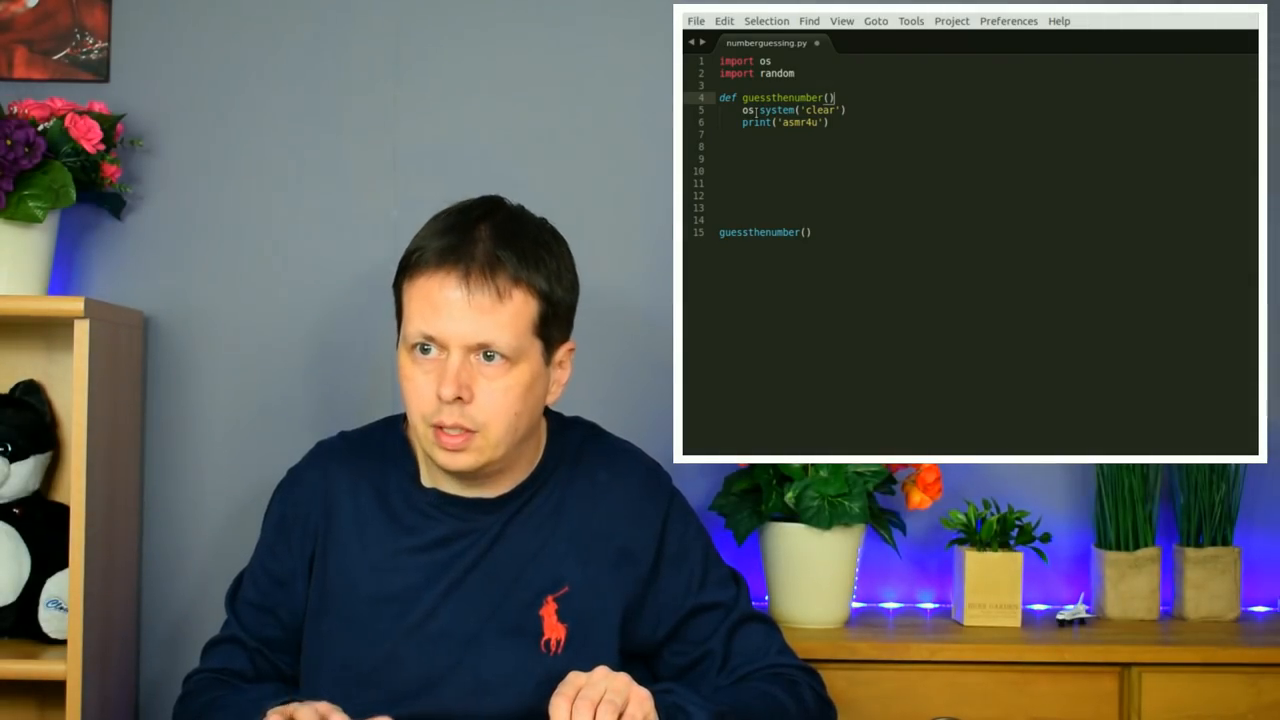 File Edit Selection Find View Goto Tools Project Preferences Help
numberguessing.py
1 import os
2 import random
3
4 def guessthenumber()
5 os.system('clear')
6 print('asmr4u')
7
8
9
10
11
12
13
14
15 guessthenumber()
HERB GARDEN